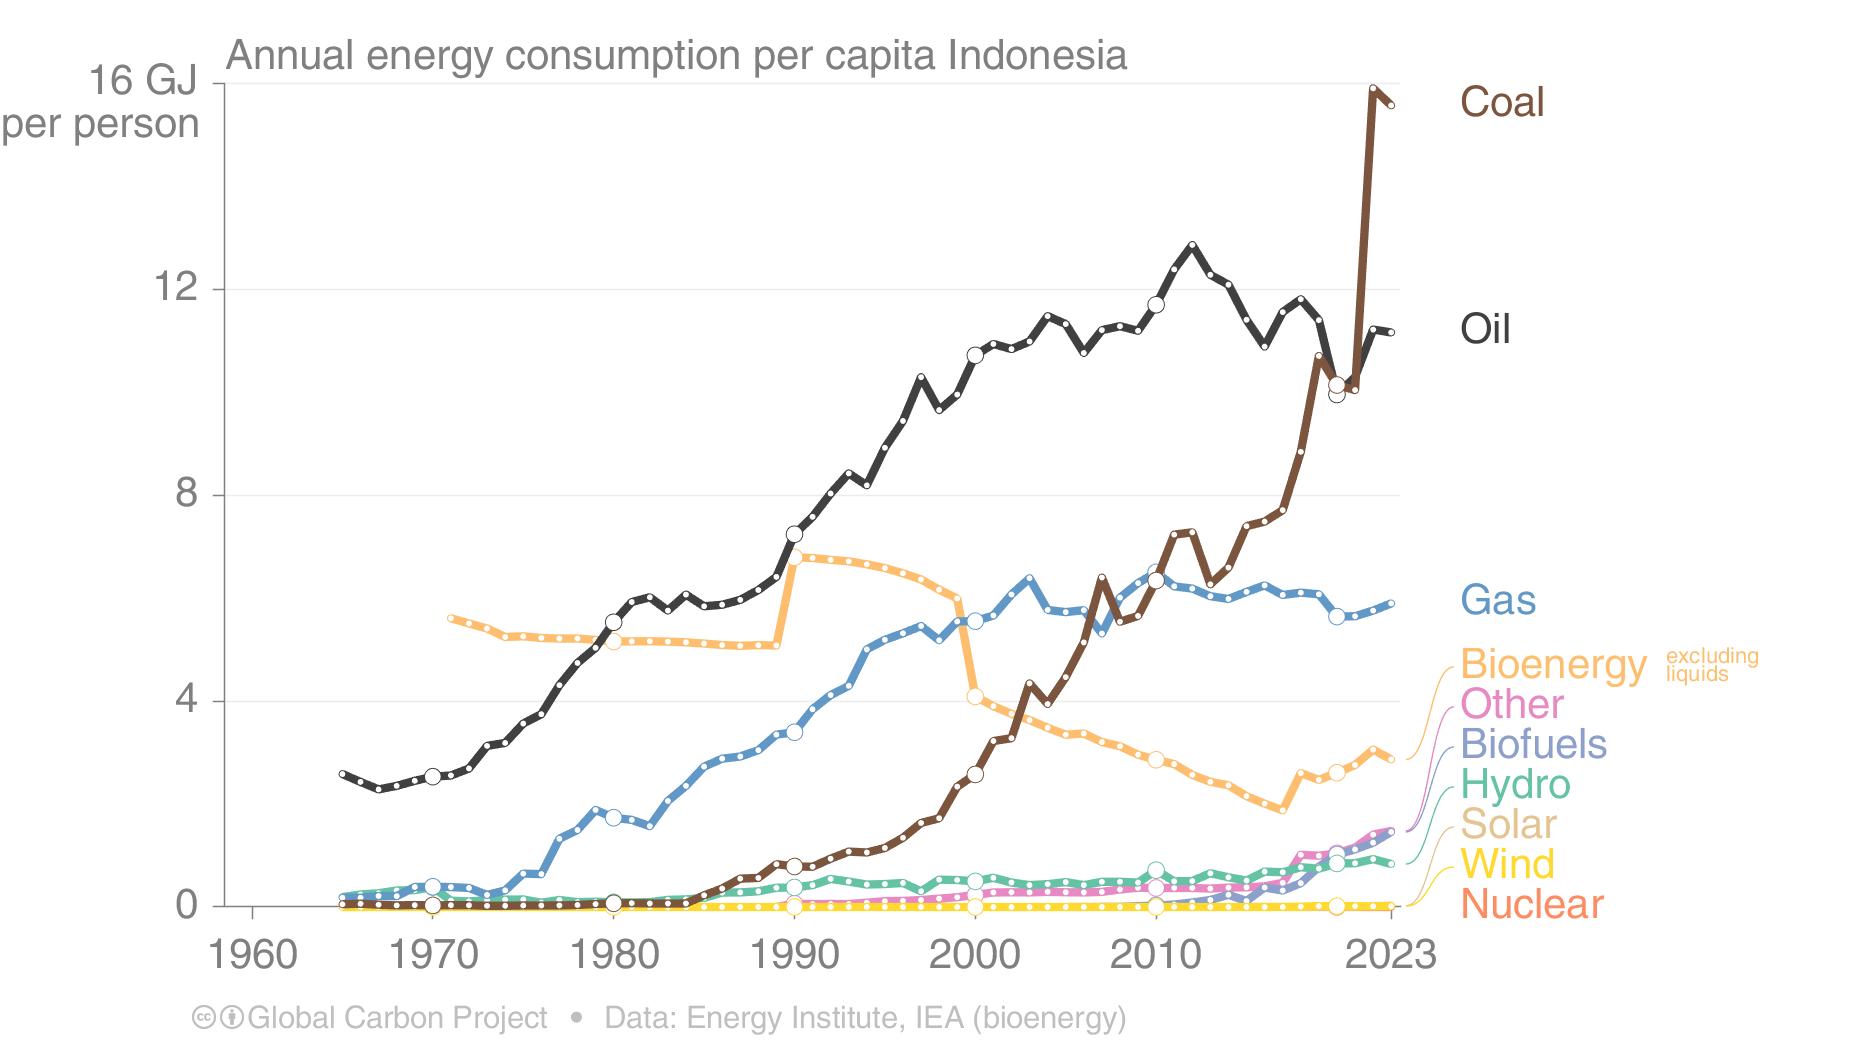 Annual energy consumption per capita Indonesia
16 GJ
per person
12
8
4
0
1960 1970 1980 1990 2000 2010 2023
Coal
Oil
Gas
Bioenergy excluding
liquids
Other
Biofuels
Hydro
Solar
Wind
Nuclear
cc Global Carbon Project • Data: Energy Institute, IEA (bioenergy)